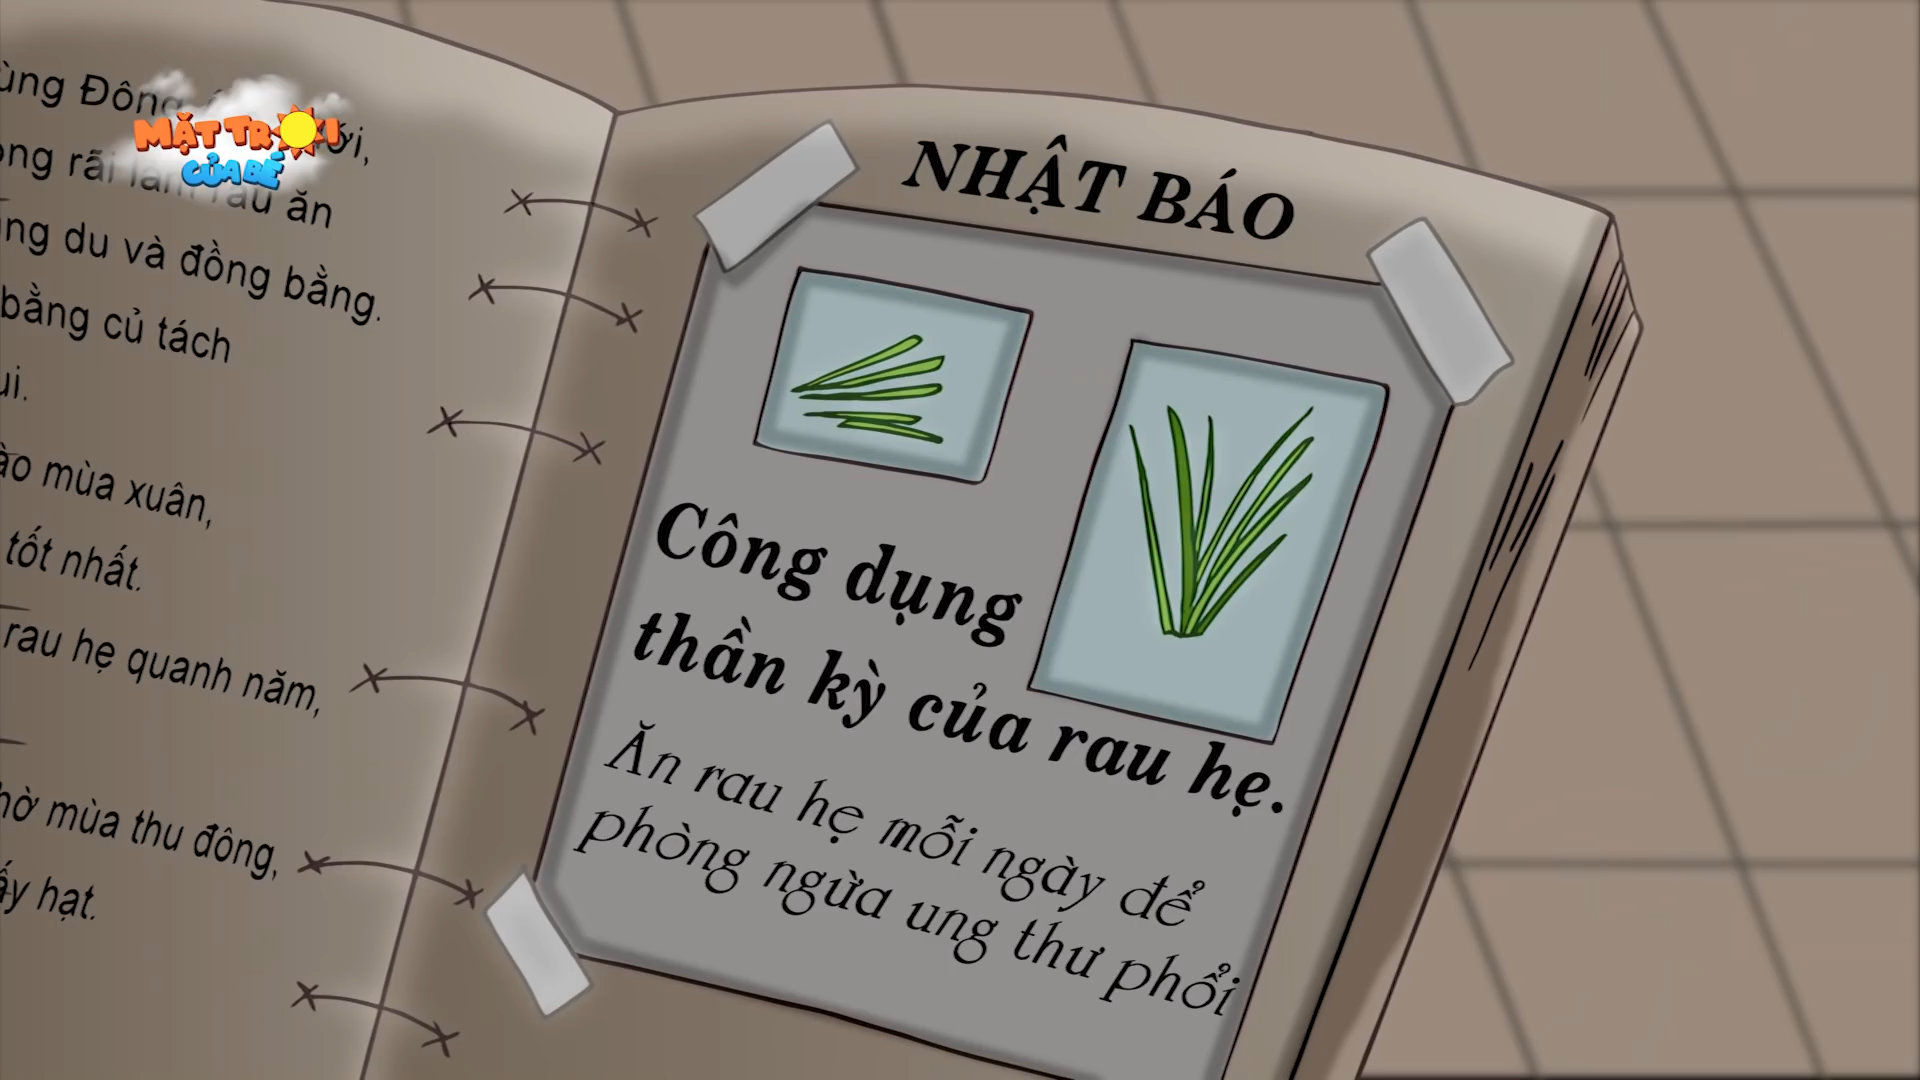 ùng Đông
MẶT TRỜI
CỦA BÉ
ong rãi làm rau ăn
ng du và đồng bằng.
bằng củ tách
ui.
ào mùa xuân,
tốt nhất.
rau hẹ quanh năm,
hờ mùa thu đông,
ấy hạt.
NHẬT BÁO
Công dụng
thần kỳ của rau hẹ.
Ăn rau hẹ mỗi ngày để
phòng ngừa ung thư phổi